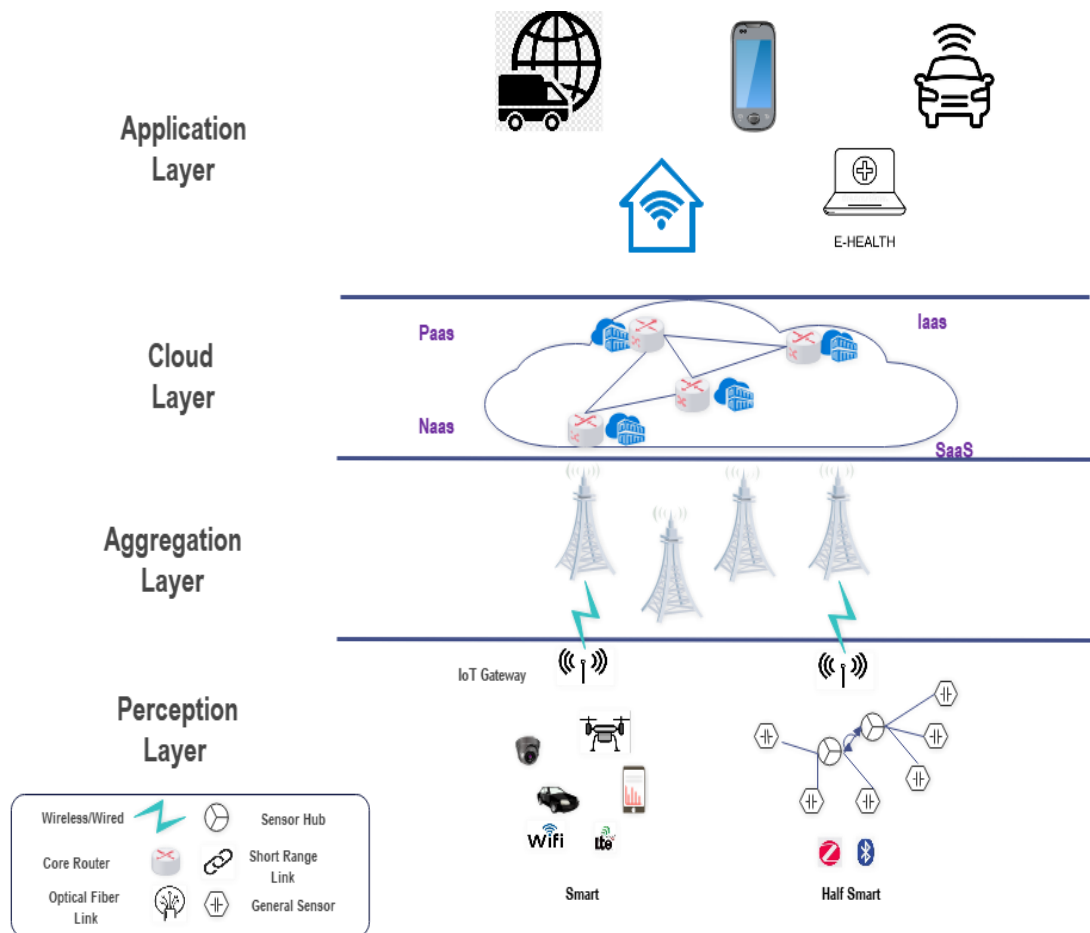 Application
Layer
E-HEALTH
Paas
Iaas
Cloud
Layer
Naas
SaaS
Aggregation
Layer
IoT Gateway
Perception
Layer
Wifi
lte
Smart
Half Smart
Wireless/Wired
Sensor Hub
Core Router
Short Range
Link
Optical Fiber
Link
General Sensor